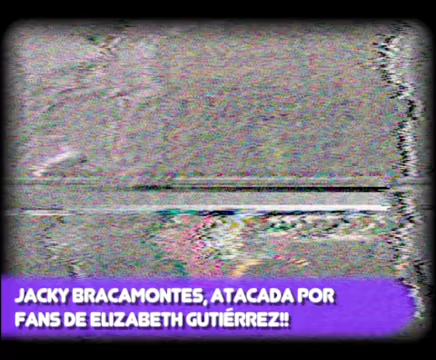 JACKY BRACAMONTES, ATACADA POR
FANS DE ELIZABETH GUTIÉRREZ!!